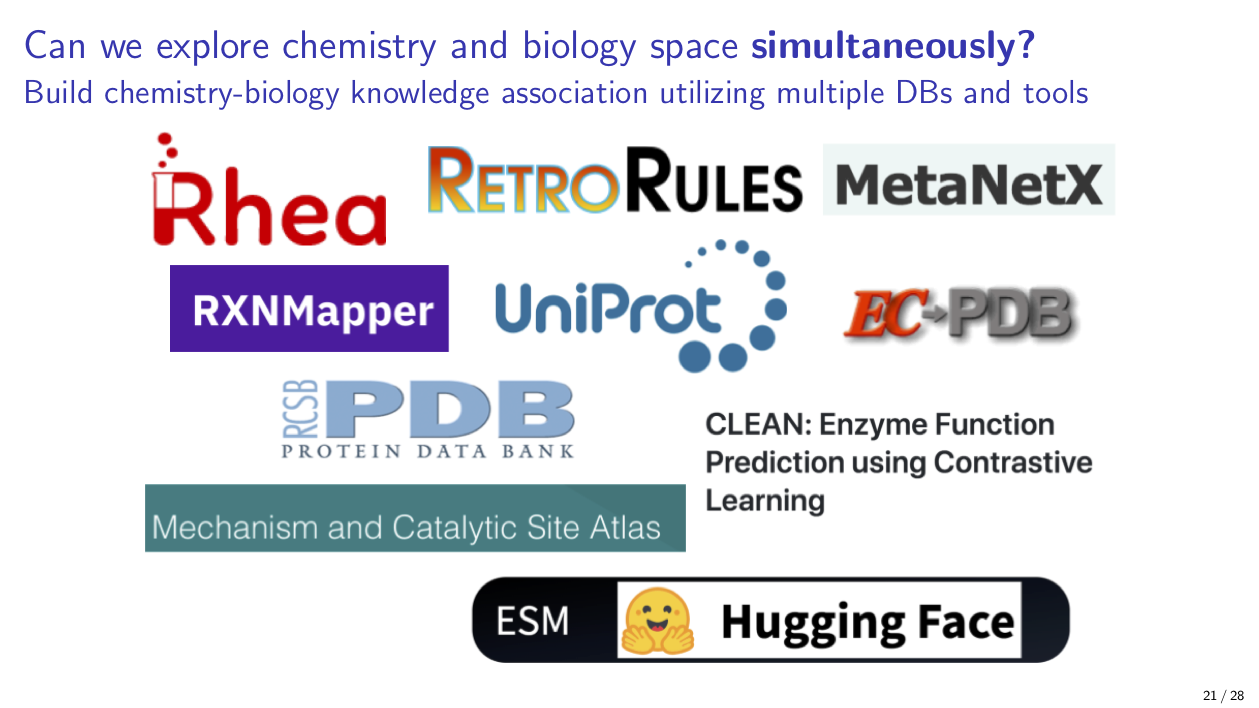 Can we explore chemistry and biology space simultaneously?
Build chemistry-biology knowledge association utilizing multiple DBs and tools
Rhea
RETRORULES
MetaNetX
RXNMapper
UniProt
EC→PDB
RCSB
PDB
PROTEIN DATA BANK
CLEAN: Enzyme Function
Prediction using Contrastive
Learning
Mechanism and Catalytic Site Atlas
ESM
Hugging Face
21 / 28